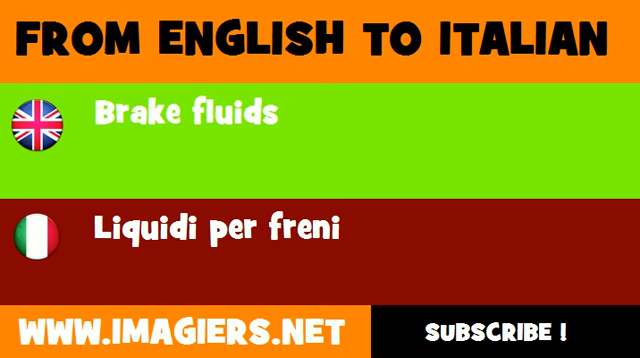 FROM ENGLISH TO ITALIAN
Brake fluids
Liquidi per freni
WWW.IMAGIERS.NET
SUBSCRIBE !